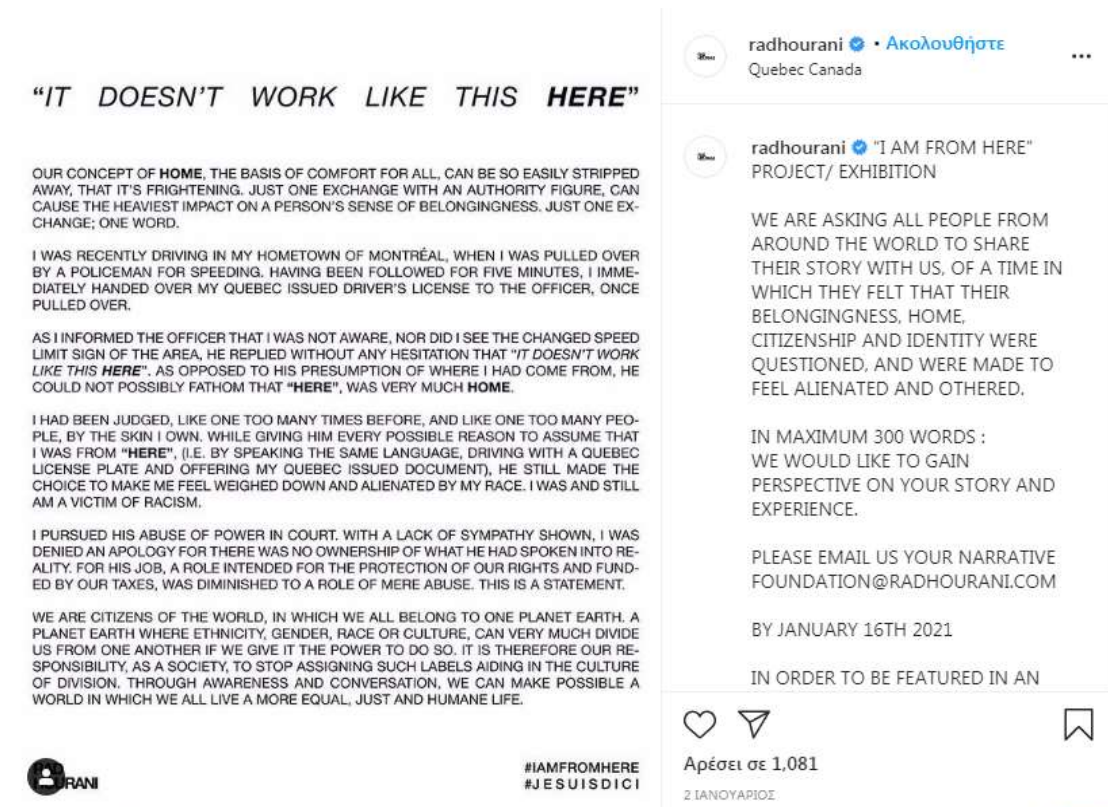 “IT DOESN’T WORK LIKE THIS HERE”
OUR CONCEPT OF HOME, THE BASIS OF COMFORT FOR ALL, CAN BE SO EASILY STRIPPED
AWAY, THAT IT’S FRIGHTENING. JUST ONE EXCHANGE WITH AN AUTHORITY FIGURE, CAN
CAUSE THE HEAVIEST IMPACT ON A PERSON’S SENSE OF BELONGINGNESS. JUST ONE EX-
CHANGE; ONE WORD.
I WAS RECENTLY DRIVING IN MY HOMETOWN OF MONTRÉAL, WHEN I WAS PULLED OVER
BY A POLICEMAN FOR SPEEDING. HAVING BEEN FOLLOWED FOR FIVE MINUTES, I IMME-
DIATELY HANDED OVER MY QUEBEC ISSUED DRIVER’S LICENSE TO THE OFFICER, ONCE
PULLED OVER.
AS I INFORMED THE OFFICER THAT I WAS NOT AWARE, NOR DID I SEE THE CHANGED SPEED
LIMIT SIGN OF THE AREA, HE REPLIED WITHOUT ANY HESITATION THAT “IT DOESN’T WORK
LIKE THIS HERE”. AS OPPOSED TO HIS PRESUMPTION OF WHERE I HAD COME FROM, HE
COULD NOT POSSIBLY FATHOM THAT “HERE”, WAS VERY MUCH HOME.
I HAD BEEN JUDGED, LIKE ONE TOO MANY TIMES BEFORE, AND LIKE ONE TOO MANY PEO-
PLE, BY THE SKIN I OWN. WHILE GIVING HIM EVERY POSSIBLE REASON TO ASSUME THAT
I WAS FROM “HERE”, (I.E. BY SPEAKING THE SAME LANGUAGE, DRIVING WITH A QUEBEC
LICENSE PLATE AND OFFERING MY QUEBEC ISSUED DOCUMENT), HE STILL MADE THE
CHOICE TO MAKE ME FEEL WEIGHED DOWN AND ALIENATED BY MY RACE. I WAS AND STILL
AM A VICTIM OF RACISM.
I PURSUED HIS ABUSE OF POWER IN COURT. WITH A LACK OF SYMPATHY SHOWN, I WAS
DENIED AN APOLOGY FOR THERE WAS NO OWNERSHIP OF WHAT HE HAD SPOKEN INTO RE-
ALITY. FOR HIS JOB, A ROLE INTENDED FOR THE PROTECTION OF OUR RIGHTS AND FUND-
ED BY OUR TAXES, WAS DIMINISHED TO A ROLE OF MERE ABUSE. THIS IS A STATEMENT.
WE ARE CITIZENS OF THE WORLD, IN WHICH WE ALL BELONG TO ONE PLANET EARTH. A
PLANET EARTH WHERE ETHNICITY, GENDER, RACE OR CULTURE, CAN VERY MUCH DIVIDE
US FROM ONE ANOTHER IF WE GIVE IT THE POWER TO DO SO. IT IS THEREFORE OUR RE-
SPONSIBILITY, AS A SOCIETY, TO STOP ASSIGNING SUCH LABELS AIDING IN THE CULTURE
OF DIVISION. THROUGH AWARENESS AND CONVERSATION, WE CAN MAKE POSSIBLE A
WORLD IN WHICH WE ALL LIVE A MORE EQUAL, JUST AND HUMANE LIFE.
#IAMFROMHERE
#JESUISDICI
radhourani • Ακολουθήστε
Quebec Canada
radhourani "I AM FROM HERE"
PROJECT/ EXHIBITION
WE ARE ASKING ALL PEOPLE FROM
AROUND THE WORLD TO SHARE
THEIR STORY WITH US, OF A TIME IN
WHICH THEY FELT THAT THEIR
BELONGINGNESS, HOME,
CITIZENSHIP AND IDENTITY WERE
QUESTIONED, AND WERE MADE TO
FEEL ALIENATED AND OTHERED.
IN MAXIMUM 300 WORDS :
WE WOULD LIKE TO GAIN
PERSPECTIVE ON YOUR STORY AND
EXPERIENCE.
PLEASE EMAIL US YOUR NARRATIVE
FOUNDATION@RADHOURANI.COM
BY JANUARY 16TH 2021
IN ORDER TO BE FEATURED IN AN
Αρέσει σε 1,081
2 ΙΑΝΟΥΑΡΙΟΣ